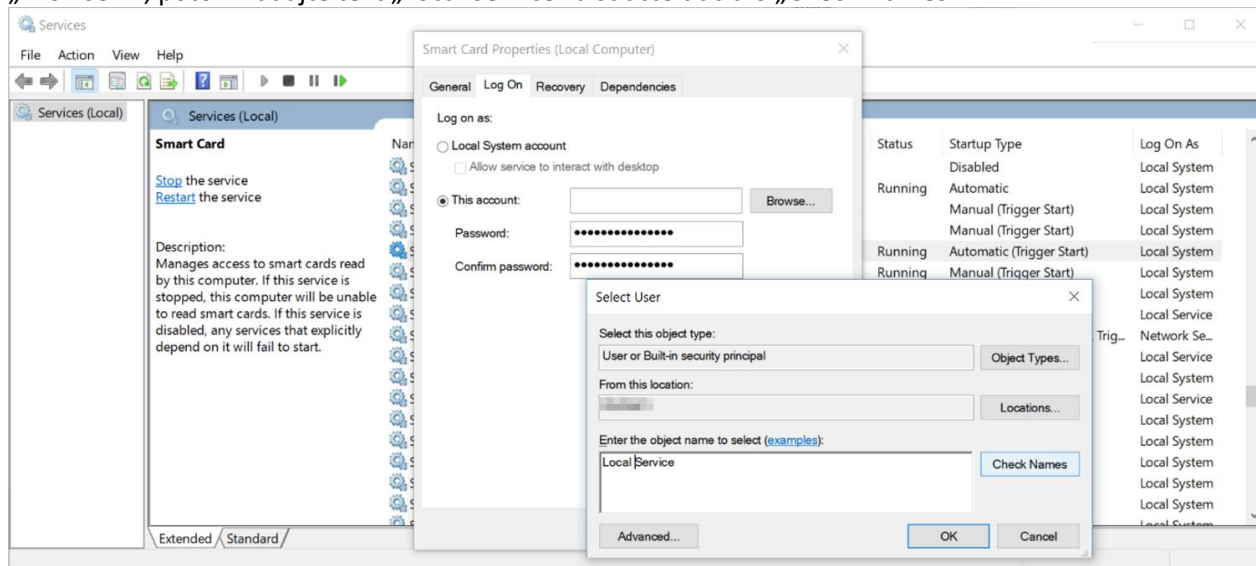 Services
File Action View Help
Services (Local)
Services (Local)
Smart Card
Stop the service
Restart the service
Description:
Manages access to smart cards read
by this computer. If this service is
stopped, this computer will be unable
to read smart cards. If this service is
disabled, any services that explicitly
depend on it will fail to start.
Extended Standard
Smart Card Properties (Local Computer)
General Log On Recovery Dependencies
Log on as:
Local System account
Allow service to interact with desktop
This account: Browse...
Password: •••••••••••••••
Confirm password: •••••••••••••••
Select User
Select this object type:
User or Built-in security principal Object Types...
From this location:
Locations...
Enter the object name to select (examples):
Local Service Check Names
Advanced... OK Cancel
Status Startup Type Log On As
Disabled Local System
Running Automatic Local System
Manual (Trigger Start) Local System
Manual (Trigger Start) Local System
Running Automatic (Trigger Start) Local System
Running Manual (Trigger Start) Local System
Local System
Local Service
Trig... Network Se...
Local Service
Local System
Local Service
Local System
Local System
Local System
Local System
Local System
Local System